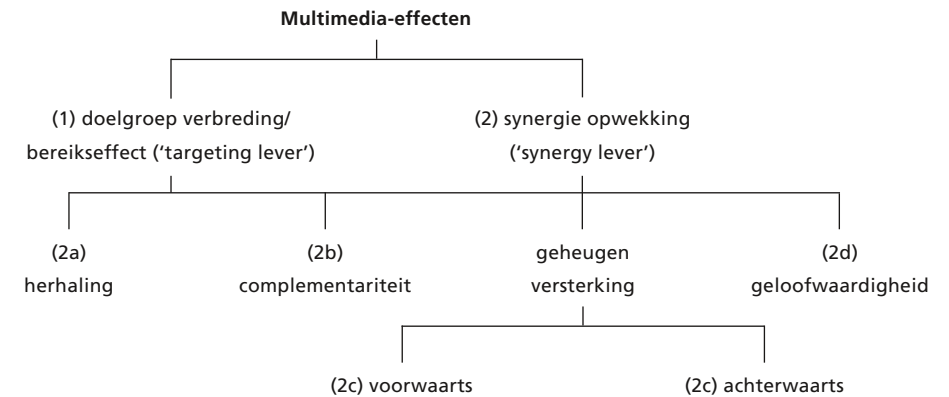 Multimedia-effecten
(1) doelgroep verbreding/
bereikseffect (‘targeting lever’)
(2) synergie opwekking
(‘synergy lever’)
(2a)
herhaling
(2b)
complementariteit
geheugen
versterking
(2d)
geloofwaardigheid
(2c) voorwaarts
(2c) achterwaarts